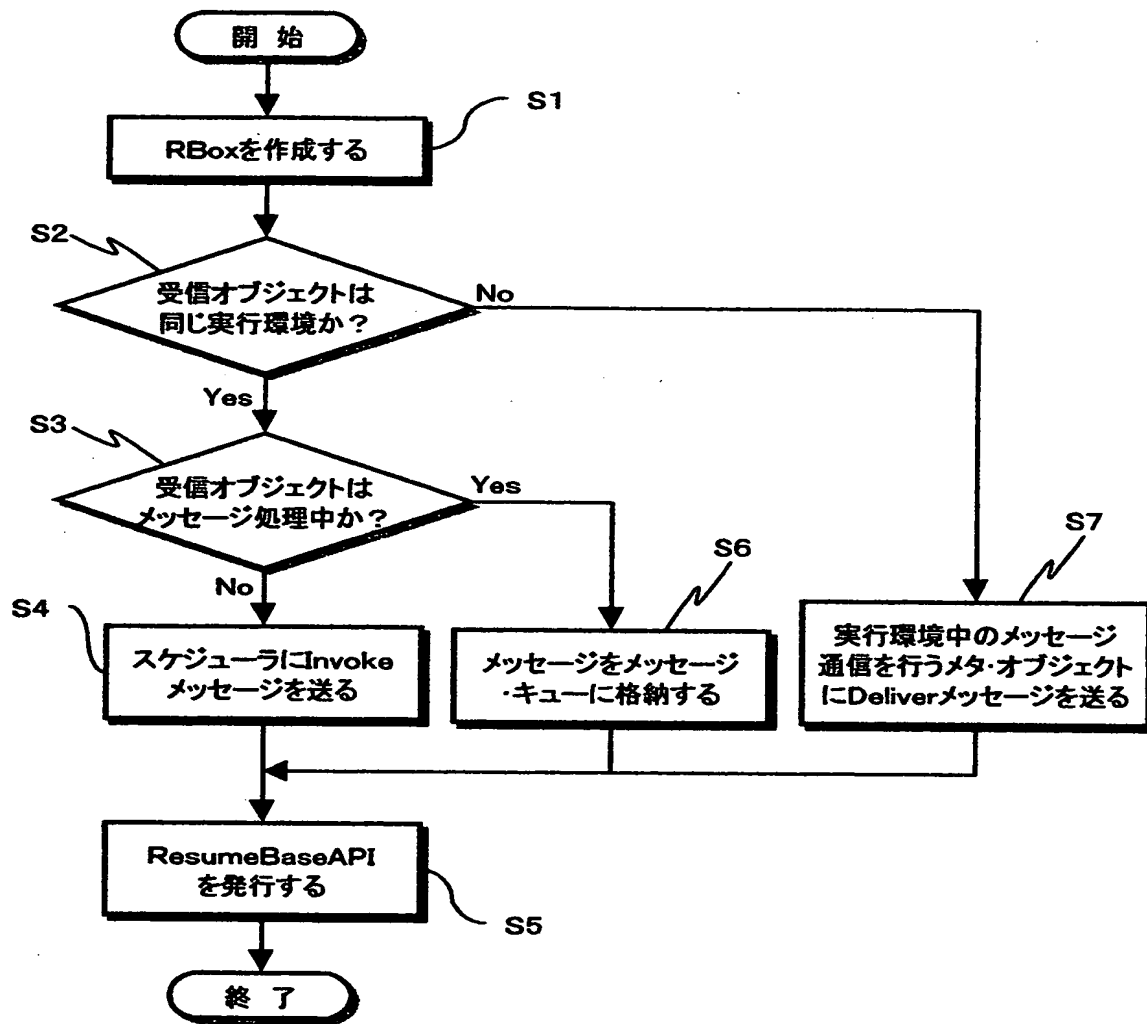 開始
S1
RBoxを作成する
S2
受信オブジェクトは
同じ実行環境か?
No
Yes
S3
受信オブジェクトは
メッセージ処理中か?
Yes
No
S4
スケジューラにInvoke
メッセージを送る
S6
メッセージをメッセージ
・キューに格納する
S7
実行環境中のメッセージ
通信を行うメタ・オブジェクト
にDeliverメッセージを送る
ResumeBaseAPI
を発行する
S5
終了